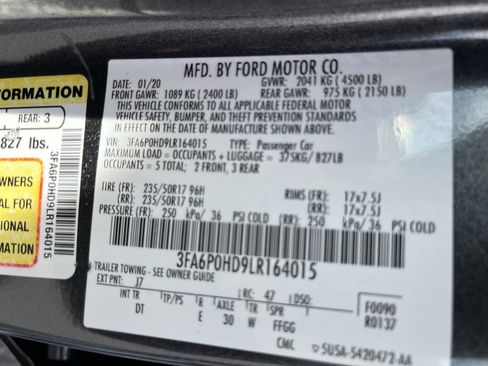 MFD. BY FORD MOTOR CO.
DATE: 01/20 GVWR: 2041 KG ( 4500 LB)
FRONT GAWR: 1089 KG ( 2400 LB) REAR GAWR: 975 KG ( 2150 LB)
THIS VEHICLE CONFORMS TO ALL APPLICABLE FEDERAL MOTOR
VEHICLE SAFETY, BUMPER, AND THEFT PREVENTION STANDARDS
IN EFFECT ON THE DATE OF MANUFACTURE SHOWN ABOVE.
VIN: 3FA6P0HD9LR164015 TYPE: Passenger Car
MAXIMUM LOAD = OCCUPANTS + LUGGAGE = 375KG/827LB
OCCUPANTS = 5 TOTAL; 2 FRONT, 3 REAR
TIRE (FR): 235/50R17 96H RIMS (FR): 17x7.5J
(RR): 235/50R17 96H (RR): 17x7.5J
PRESSURE (FR): 250 kPa/ 36 PSI COLD (RR): 250 kPa/ 36 PSI COLD
3FA6P0HD9LR164015
TRAILER TOWING - SEE OWNER GUIDE
EXT PNT: J7 RC: 47 DSO: F0090
INT TR TP/PS R AXLE TR SPR R0137
DT E 30 W FFGG
CMC 5U5A-5420472-AA
FORMATION
REAR: 3
827 lbs.
OWNERS
AL FOR
IONAL
RMATION
3FA6P0HD9LR164015